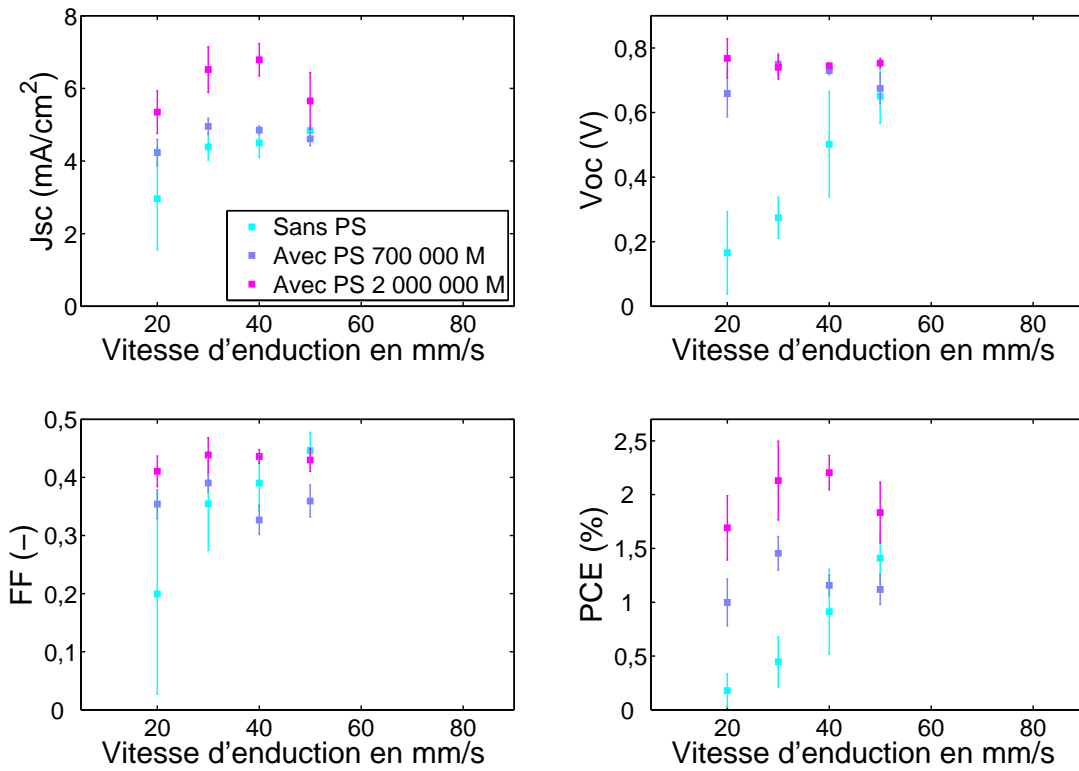 8
6
4
2
0
Jsc (mA/cm²)
Sans PS
Avec PS 700 000 M
Avec PS 2 000 000 M
20 40 60 80
Vitesse d'enduction en mm/s
0,8
0,6
0,4
0,2
0
Voc (V)
20 40 60 80
Vitesse d'enduction en mm/s
0,5
0,4
0,3
0,2
0,1
0
FF (–)
20 40 60 80
Vitesse d'enduction en mm/s
2,5
2
1,5
1
0,5
0
PCE (%)
20 40 60 80
Vitesse d'enduction en mm/s